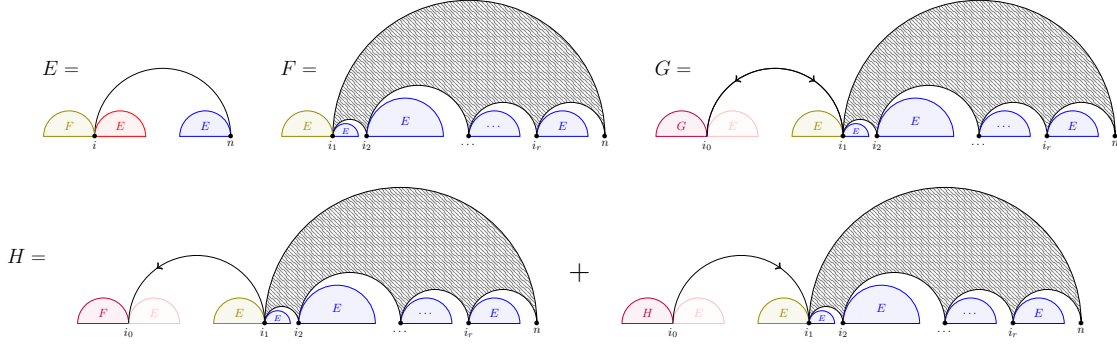 E = F E E i n
F = E E E ⋯ E i₁ i₂ ⋯ iᵣ n
G = G E E E E ⋯ E i₀ i₁ i₂ ⋯ iᵣ n
H = F E E E E ⋯ E i₀ i₁ i₂ ⋯ iᵣ n + H E E E E ⋯ E i₀ i₁ i₂ ⋯ iᵣ n